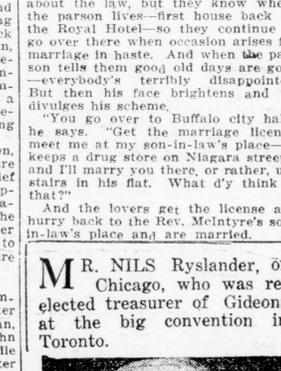 about the law, but they know whe
the parson lives—first house back
the Royal Hotel—so they continue
go over there when occasion arises f
marriage in haste. And when the pa
son tells them good old days are go
—everybody's terribly disappoint
But then his face brightens and
divulges his scheme.
"You go over to Buffalo city ha
he says. "Get the marriage licen
meet me at my son-in-law's place—
keeps a drug store on Niagara stree
and I'll marry you there, or rather, u
stairs in his flat. What d'y think
that?"
And the lovers get the license a
hurry back to the Rev. McIntyre's so
in-law's place and are married.
MR. NILS Ryslander, o
Chicago, who was re
elected treasurer of Gideon
at the big convention i
Toronto.